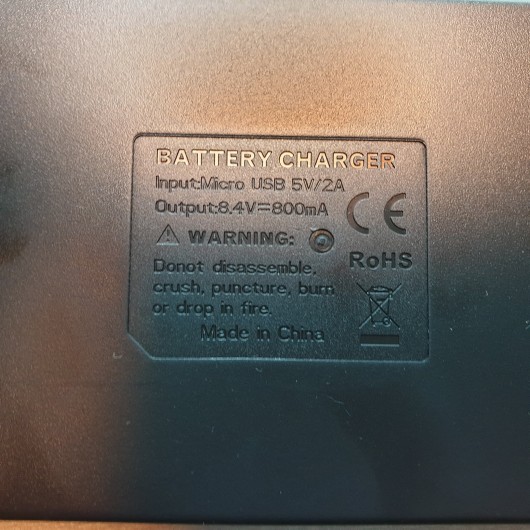 BATTERY CHARGER
Input:Micro USB 5V/2A
Output:8.4V=800mA
CE
WARNING:
RoHS
Donot disassemble,
crush, puncture, burn
or drop in fire.
Made in China